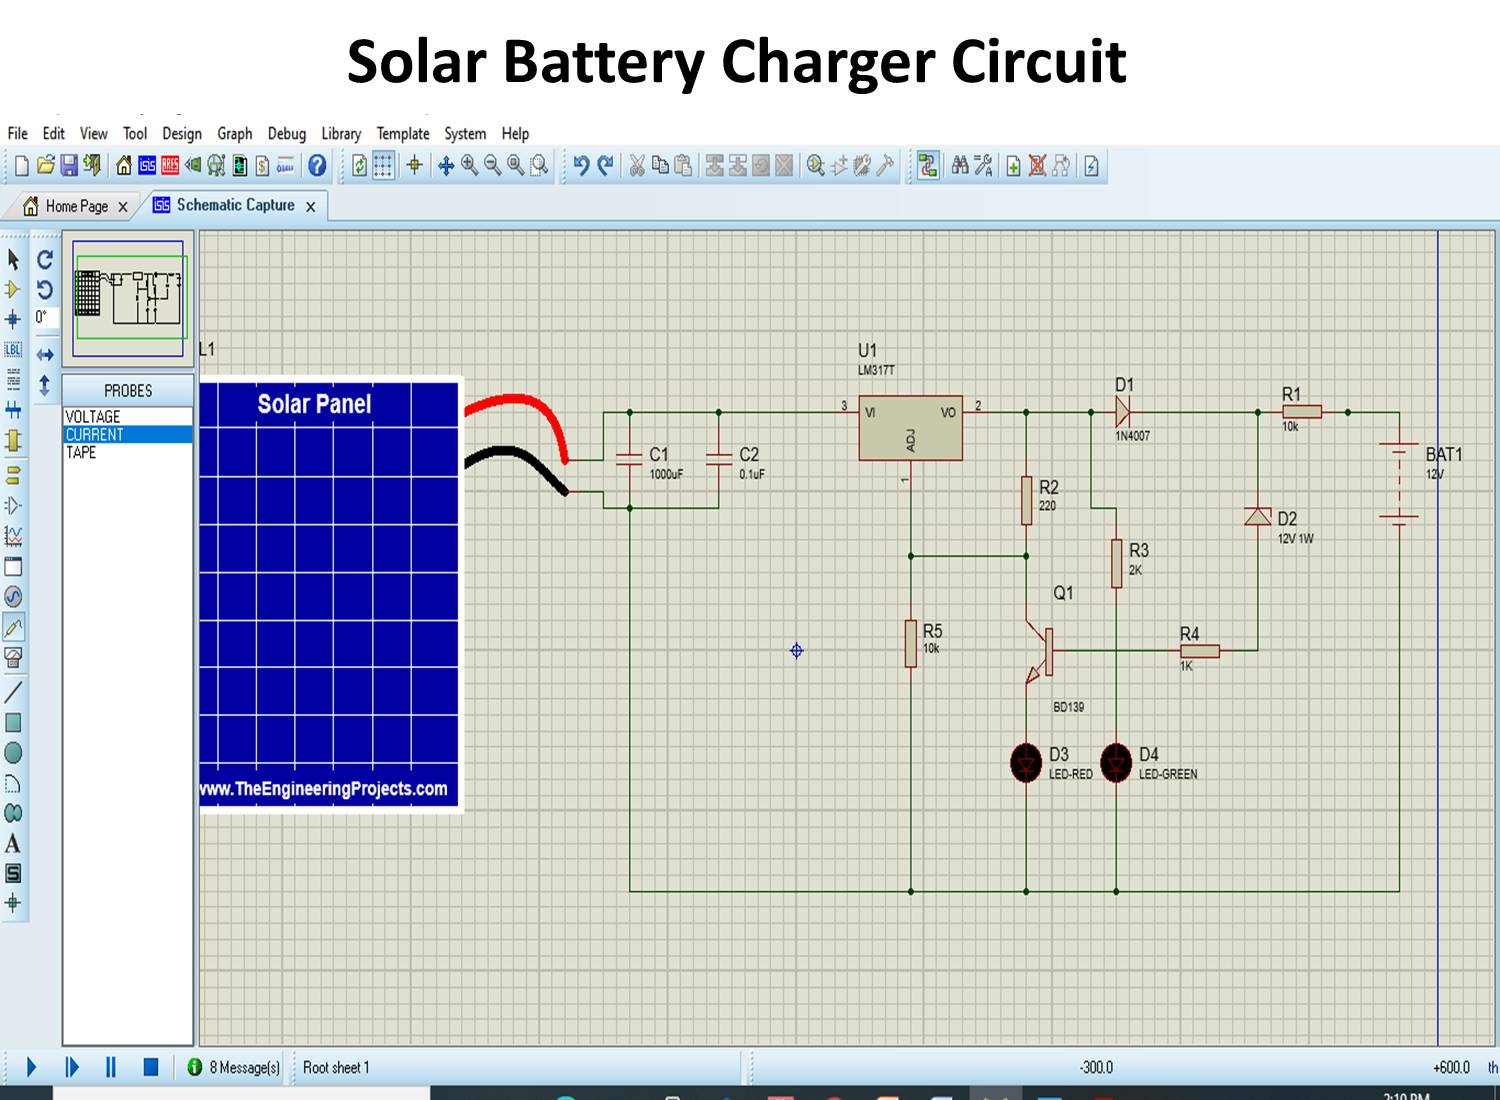 Solar Battery Charger Circuit
File Edit View Tool Design Graph Debug Library Template System Help
Home Page Schematic Capture
0°
LBL
PROBES
VOLTAGE
CURRENT
TAPE
L1
Solar Panel
www.TheEngineeringProjects.com
U1
LM317T
3 VI VO 2
ADJ
1
C1
1000uF
C2
0.1uF
D1
1N4007
R1
10k
BAT1
12V
R2
220
D2
12V 1W
R3
2K
Q1
BD139
R5
10k
R4
1K
D3
LED-RED
D4
LED-GREEN
8 Message(s) Root sheet 1 -300.0 +600.0 th
2:10 PM